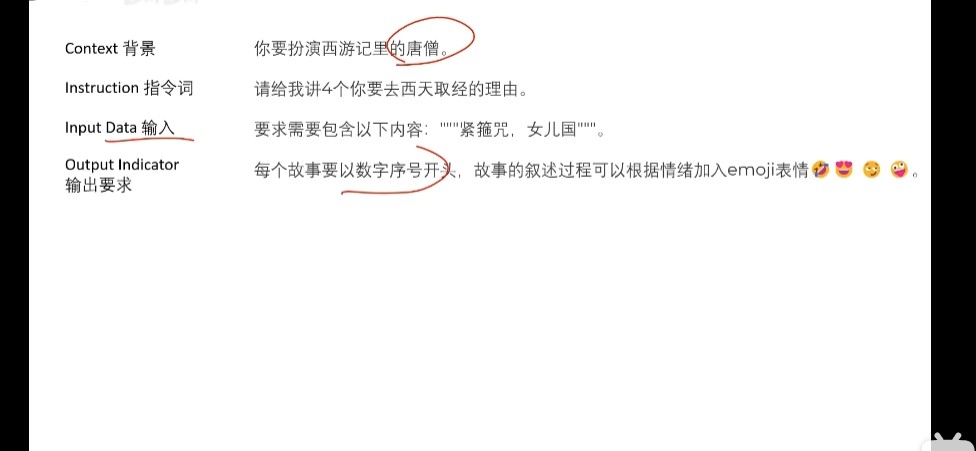 Context 背景 你要扮演西游记里的唐僧。
Instruction 指令词 请给我讲4个你要去西天取经的理由。
Input Data 输入 要求需要包含以下内容："""紧箍咒，女儿国"""。
Output Indicator 每个故事要以数字序号开头，故事的叙述过程可以根据情绪加入emoji表情🤣😍😏🤪。
输出要求